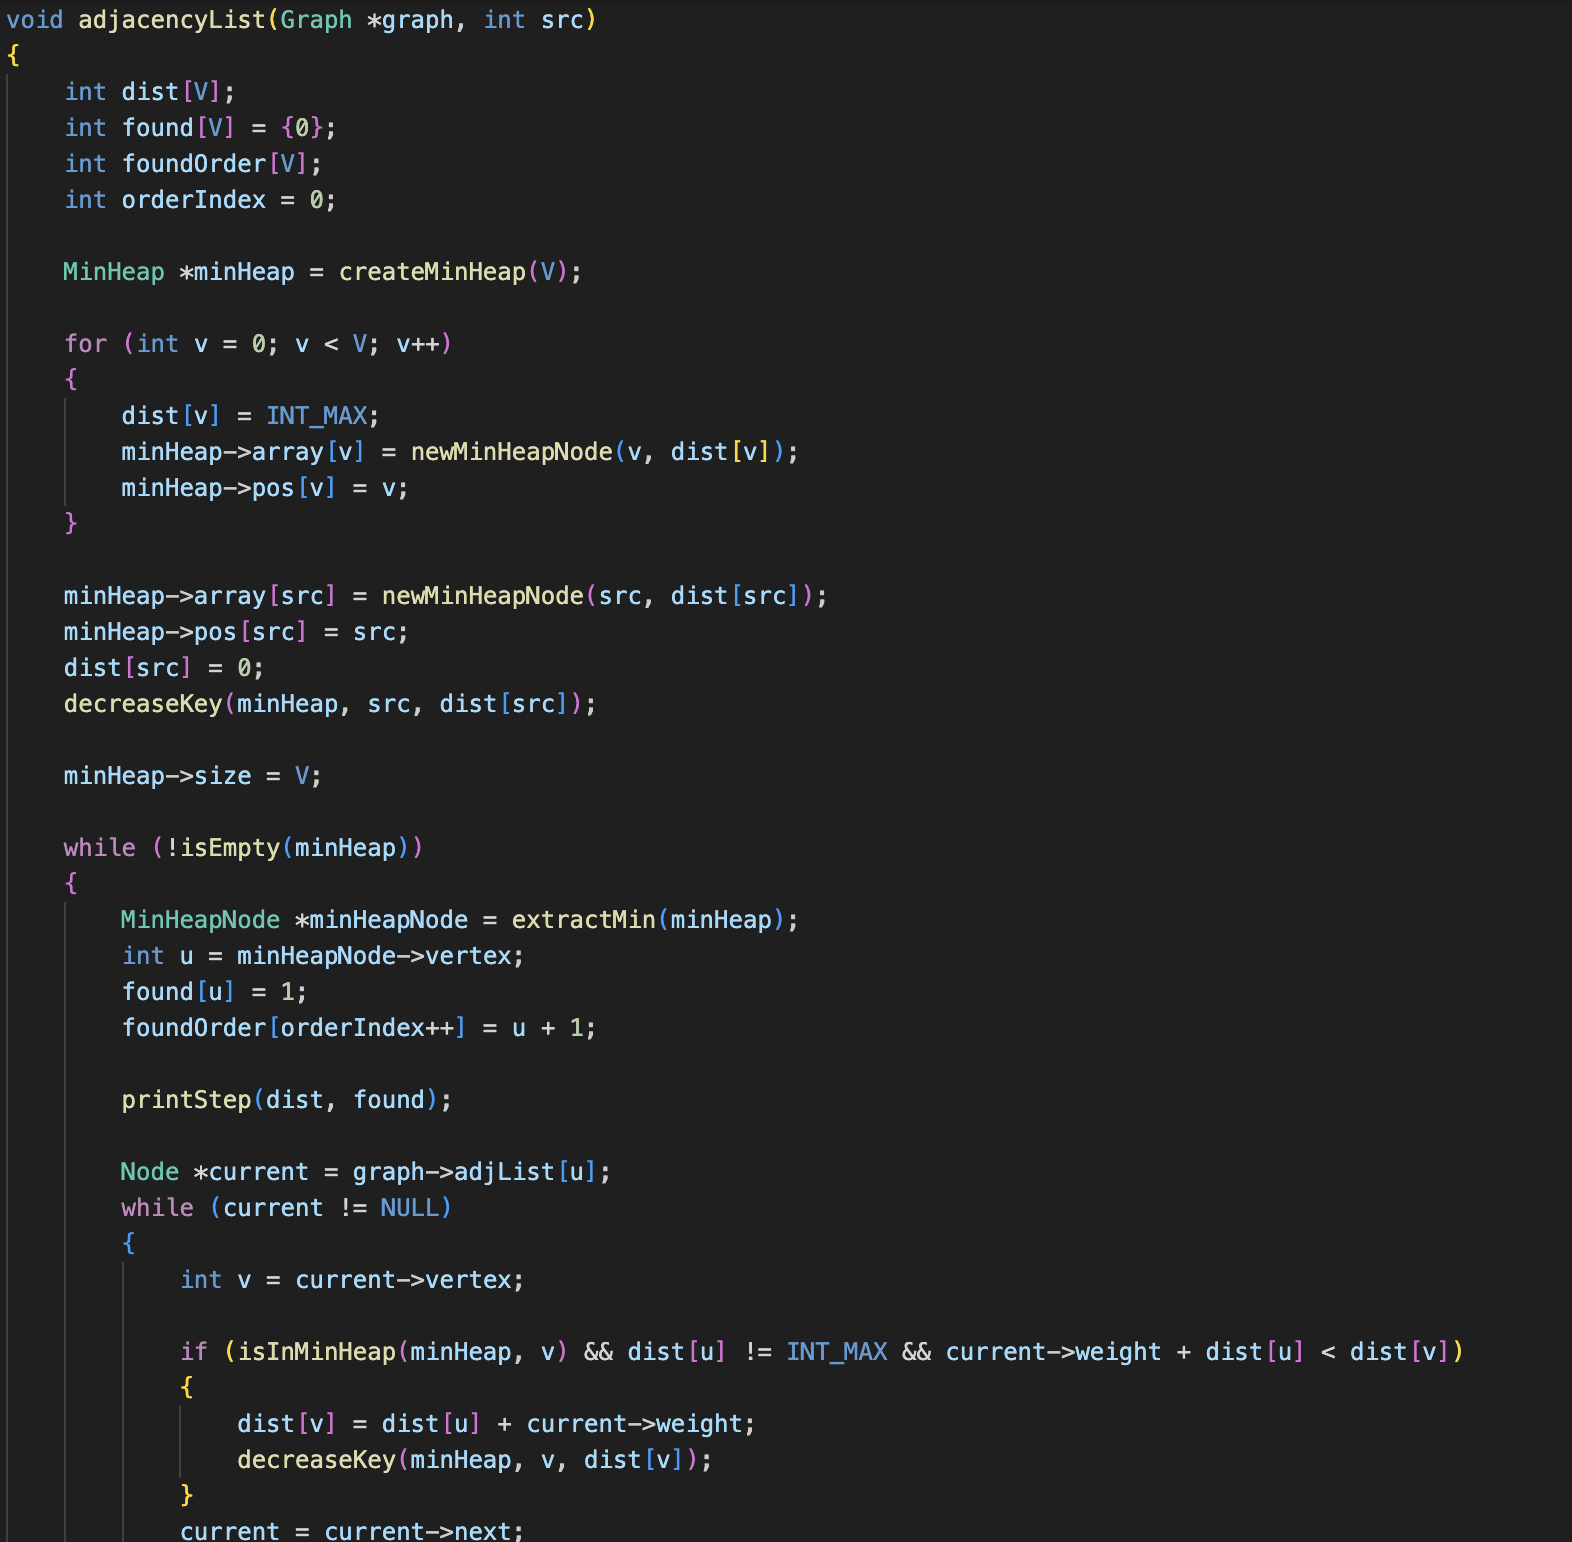 void adjacencyList(Graph *graph, int src)
{
    int dist[V];
    int found[V] = {0};
    int foundOrder[V];
    int orderIndex = 0;

    MinHeap *minHeap = createMinHeap(V);

    for (int v = 0; v < V; v++)
    {
        dist[v] = INT_MAX;
        minHeap->array[v] = newMinHeapNode(v, dist[v]);
        minHeap->pos[v] = v;
    }

    minHeap->array[src] = newMinHeapNode(src, dist[src]);
    minHeap->pos[src] = src;
    dist[src] = 0;
    decreaseKey(minHeap, src, dist[src]);

    minHeap->size = V;

    while (!isEmpty(minHeap))
    {
        MinHeapNode *minHeapNode = extractMin(minHeap);
        int u = minHeapNode->vertex;
        found[u] = 1;
        foundOrder[orderIndex++] = u + 1;

        printStep(dist, found);

        Node *current = graph->adjList[u];
        while (current != NULL)
        {
            int v = current->vertex;

            if (isInMinHeap(minHeap, v) && dist[u] != INT_MAX && current->weight + dist[u] < dist[v])
            {
                dist[v] = dist[u] + current->weight;
                decreaseKey(minHeap, v, dist[v]);
            }
            current = current->next;